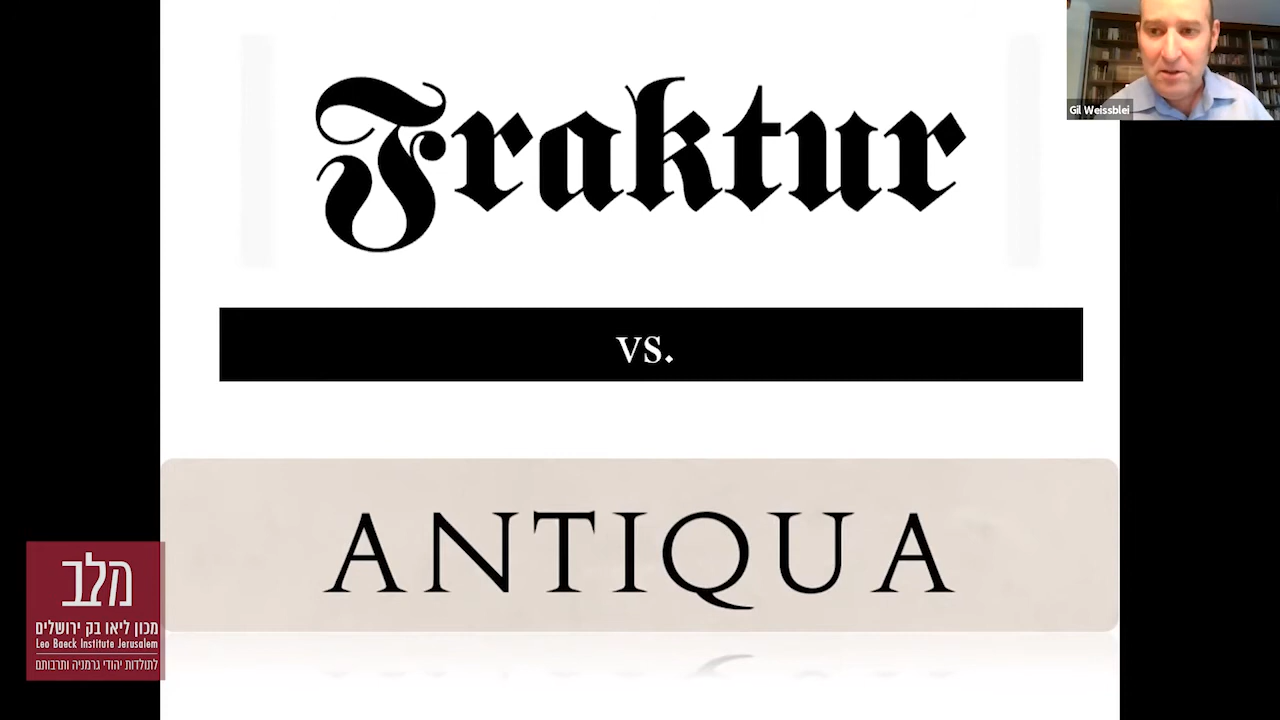 Fraktur
vs.
ANTIQUA
Gil Weissblei
מלב
מכון ליאו בק ירושלים
Leo Baeck Institute Jerusalem
לתולדות יהודי גרמניה ותרבותם